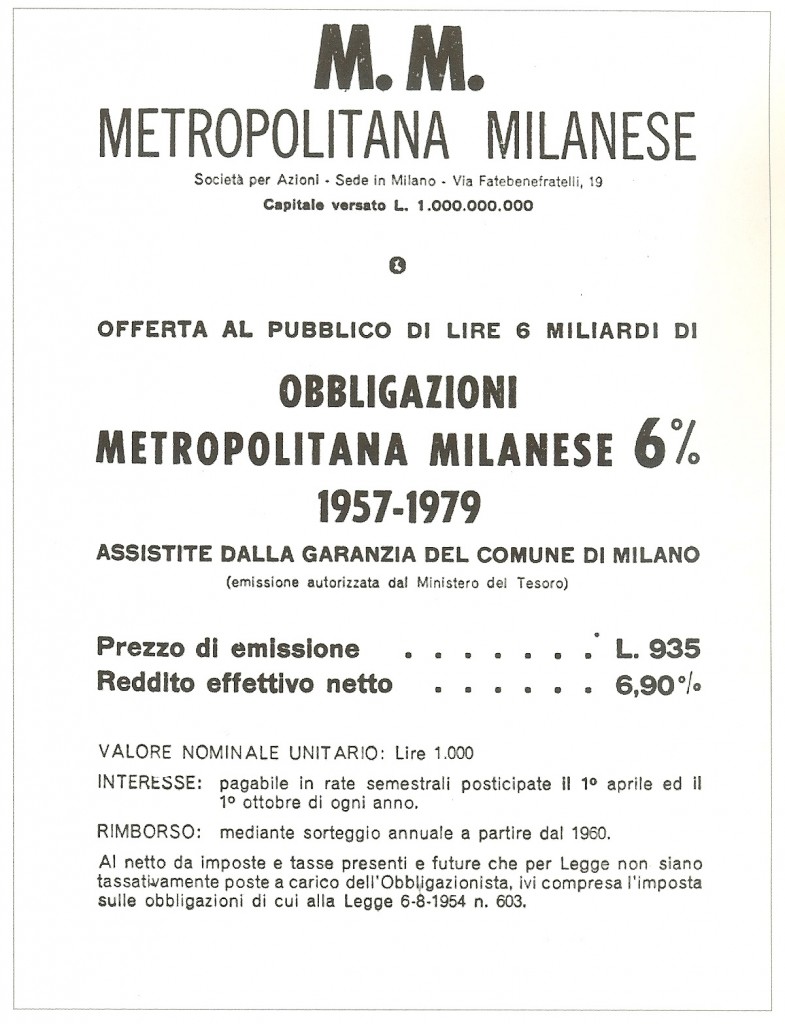 M. M.
METROPOLITANA MILANESE
Società per Azioni - Sede in Milano - Via Fatebenefratelli, 19
Capitale versato L. 1.000.000.000
OFFERTA AL PUBBLICO DI LIRE 6 MILIARDI DI
OBBLIGAZIONI
METROPOLITANA MILANESE 6%
1957-1979
ASSISTITE DALLA GARANZIA DEL COMUNE DI MILANO
(emissione autorizzata dal Ministero del Tesoro)
Prezzo di emissione . . . . . . . L. 935
Reddito effettivo netto . . . . . . 6,90%
VALORE NOMINALE UNITARIO: Lire 1.000
INTERESSE: pagabile in rate semestrali posticipate il 1º aprile ed il
1º ottobre di ogni anno.
RIMBORSO: mediante sorteggio annuale a partire dal 1960.
Al netto da imposte e tasse presenti e future che per Legge non siano
tassativamente poste a carico dell'Obbligazionista, ivi compresa l'imposta
sulle obbligazioni di cui alla Legge 6-8-1954 n. 603.